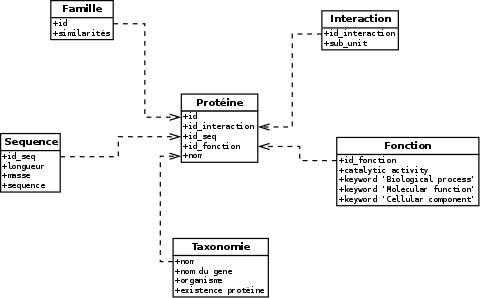 Famille
+id
+similarités
Interaction
+id_interaction
+sub_unit
Protéine
+id
+id_interaction
+id_seq
+id_fonction
+nom
Sequence
+id_seq
+longueur
+masse
+sequence
Fonction
+id_fonction
+catalytic activity
+keyword 'Biological process'
+keyword 'Molecular function'
+keyword 'Cellular component'
Taxonomie
+nom
+nom du gene
+organisme
+existence protéine